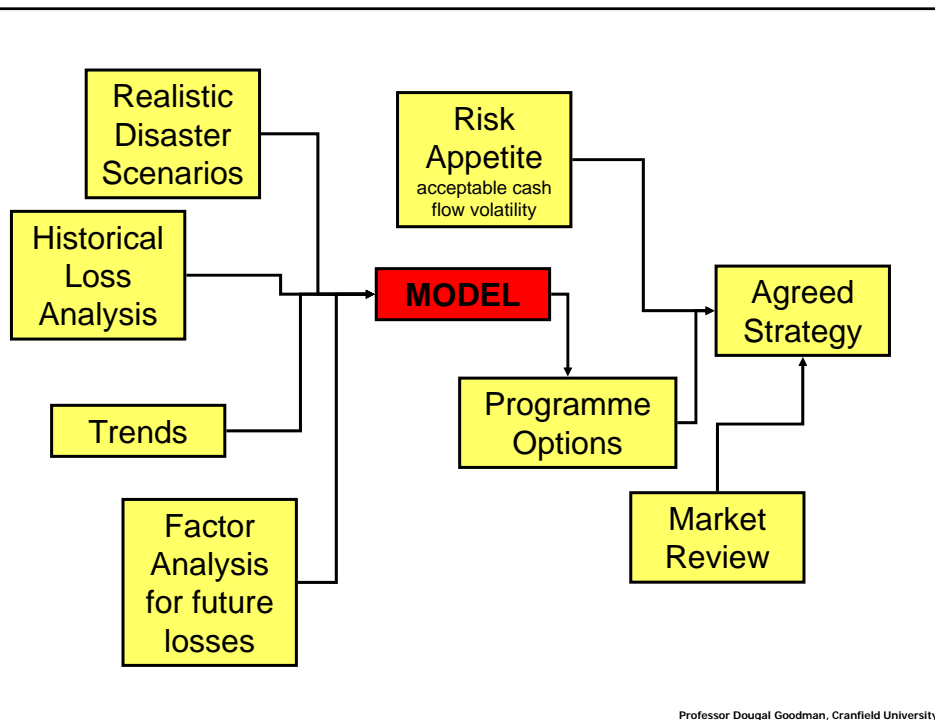 Realistic
Disaster
Scenarios
Risk
Appetite
acceptable cash
flow volatility
Historical
Loss
Analysis
MODEL
Agreed
Strategy
Trends
Programme
Options
Factor
Analysis
for future
losses
Market
Review
Professor Dougal Goodman, Cranfield University